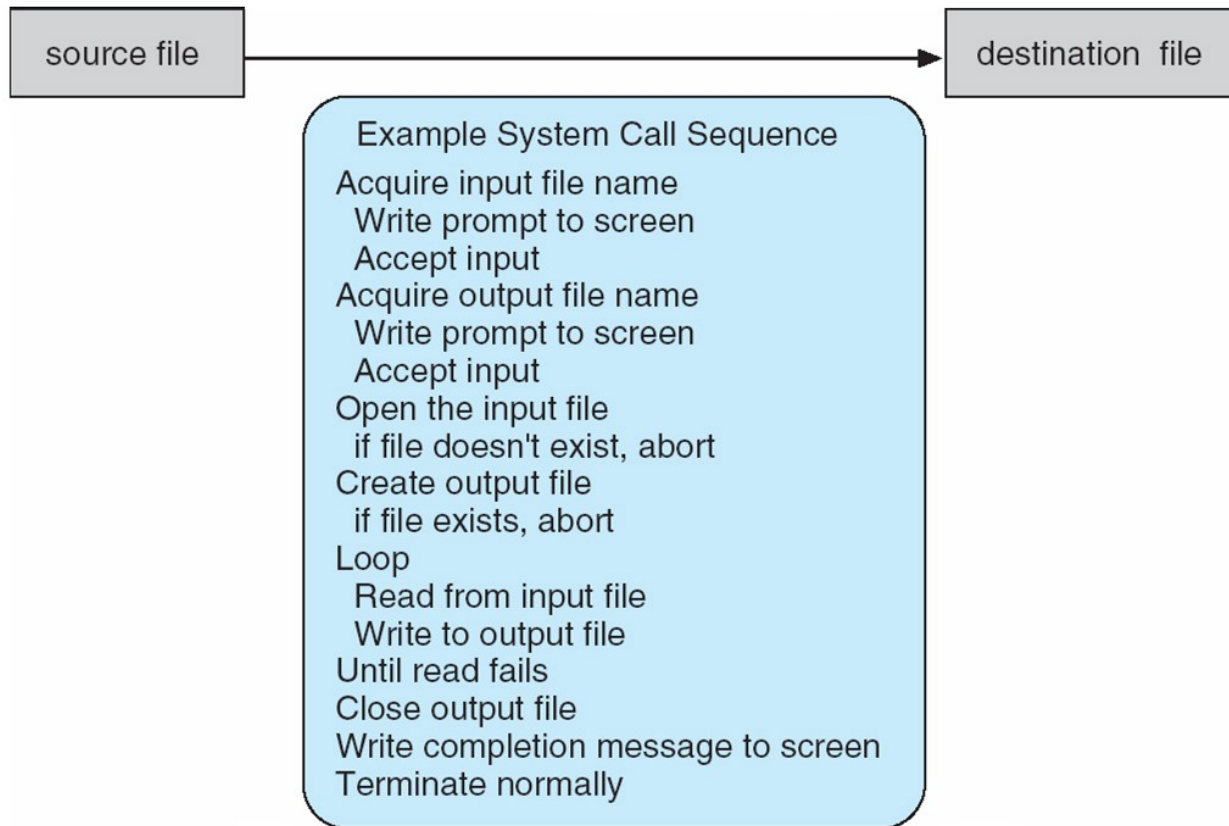 source file
destination file
Example System Call Sequence
Acquire input file name
Write prompt to screen
Accept input
Acquire output file name
Write prompt to screen
Accept input
Open the input file
if file doesn't exist, abort
Create output file
if file exists, abort
Loop
Read from input file
Write to output file
Until read fails
Close output file
Write completion message to screen
Terminate normally